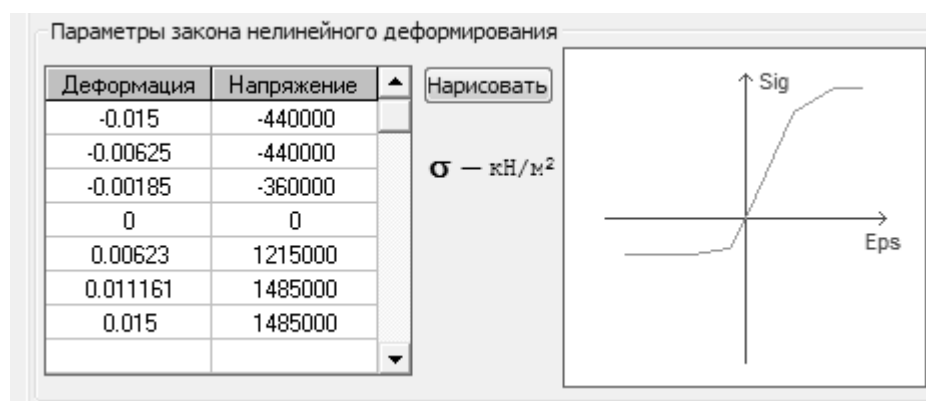 Параметры закона нелинейного деформирования
Деформация Напряжение
-0.015 -440000
-0.00625 -440000
-0.00185 -360000
0 0
0.00623 1215000
0.011161 1485000
0.015 1485000
Нарисовать
σ – кН/м²
Sig
Eps